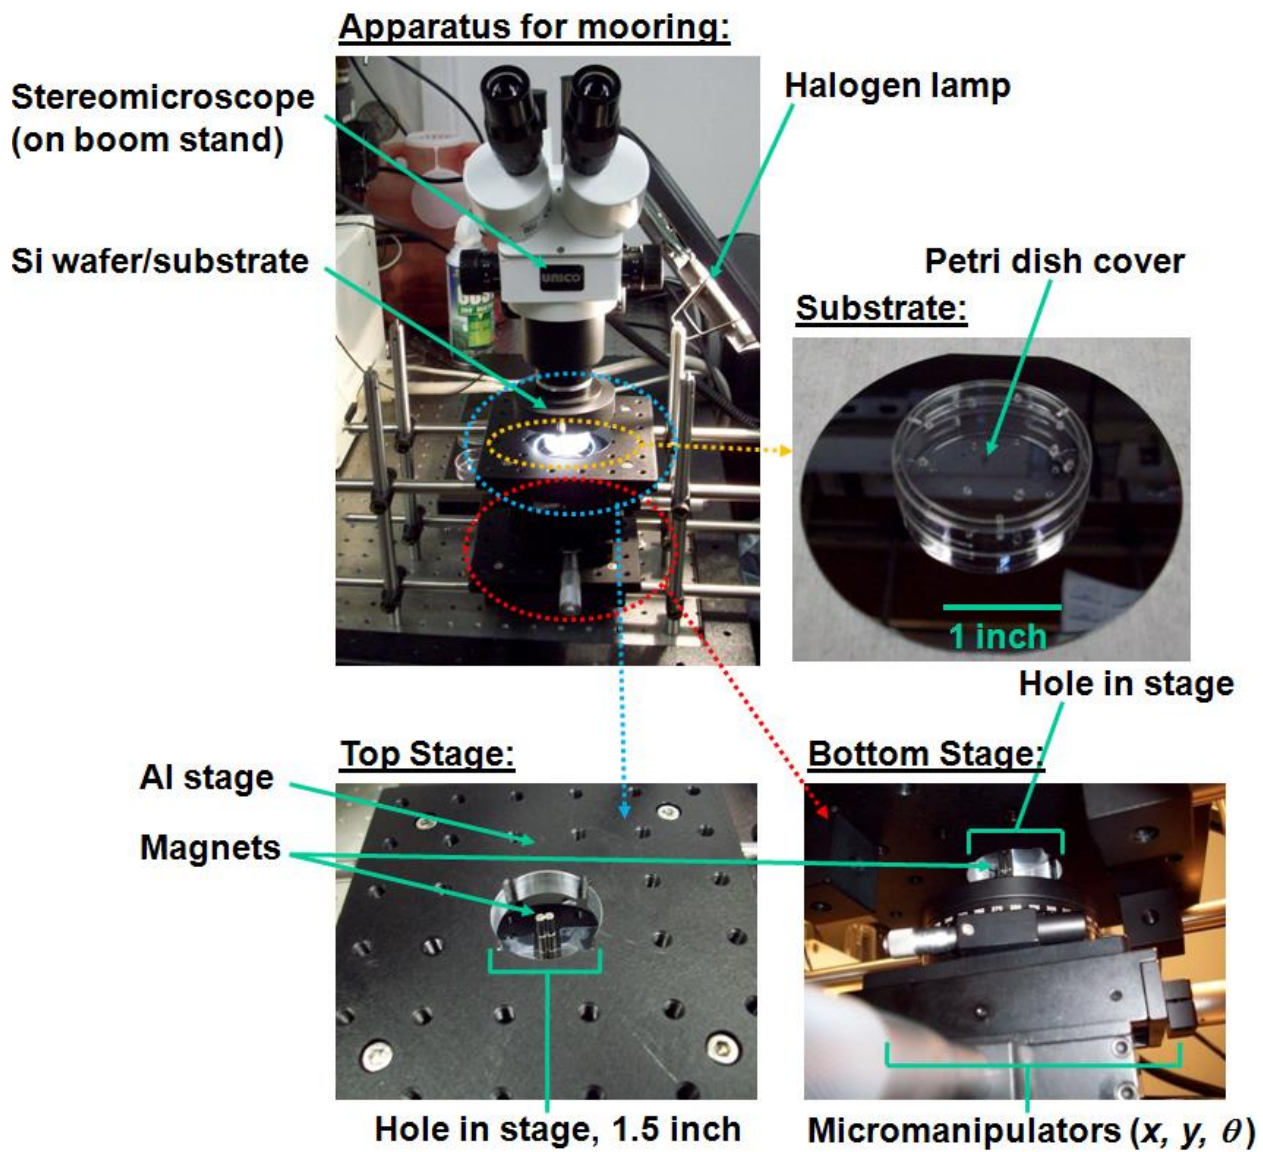 Apparatus for mooring:
Stereomicroscope
(on boom stand)
Halogen lamp
Si wafer/substrate
UNICO
Petri dish cover
Substrate:
1 inch
Hole in stage
Top Stage:
Bottom Stage:
Al stage
Magnets
Hole in stage, 1.5 inch
Micromanipulators (x, y, θ)